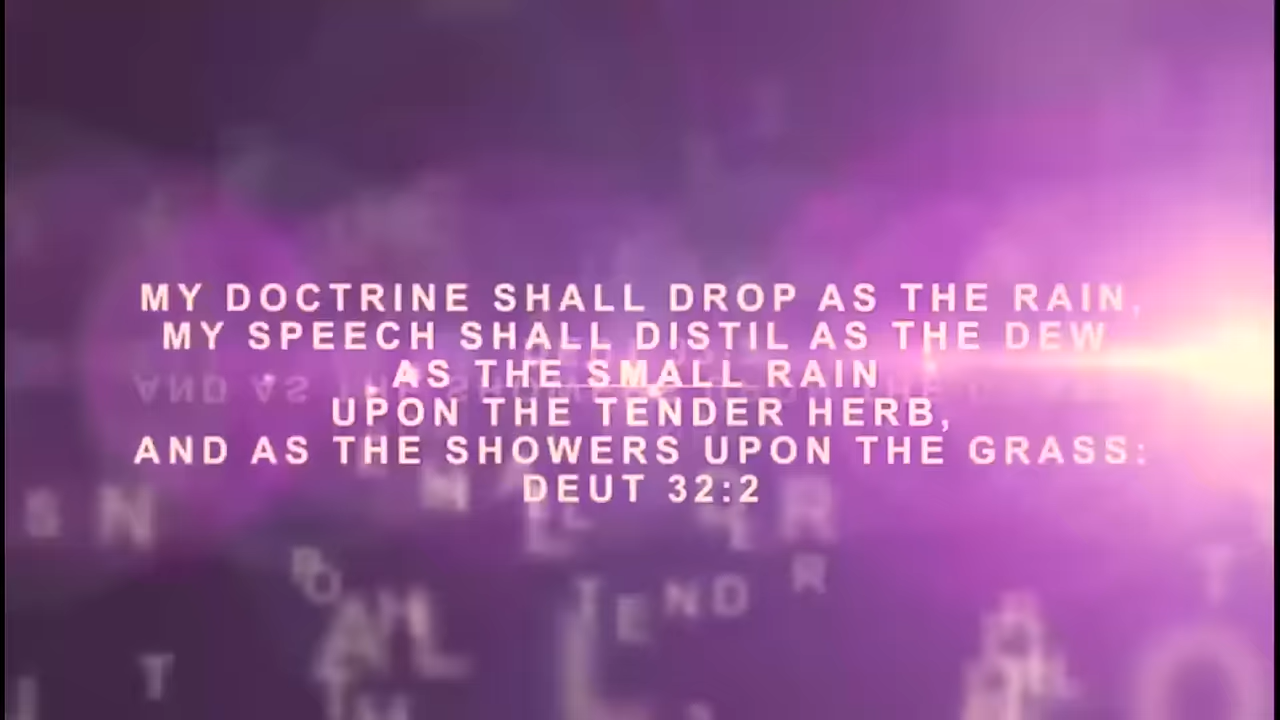 MY DOCTRINE SHALL DROP AS THE RAIN,
MY SPEECH SHALL DISTIL AS THE DEW
AS THE SMALL RAIN
UPON THE TENDER HERB,
AND AS THE SHOWERS UPON THE GRASS:
DEUT 32:2